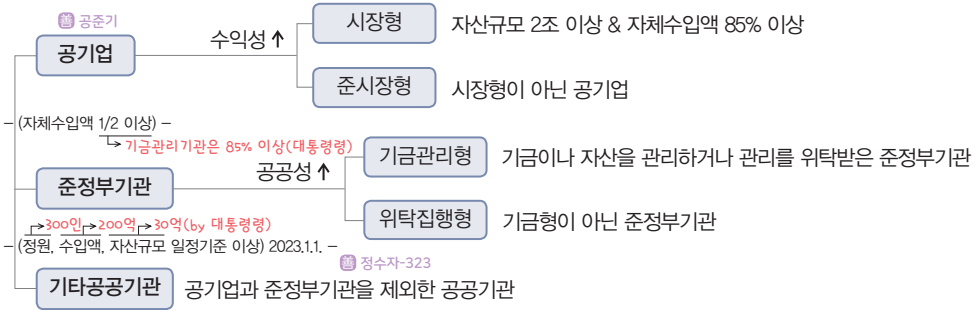 善 공준기
공기업
수익성 ↑
시장형
자산규모 2조 이상 & 자체수입액 85% 이상
준시장형
시장형이 아닌 공기업
– (자체수입액 1/2 이상) –
기금관리기관은 85% 이상(대통령령)
준정부기관
공공성 ↑
기금관리형
기금이나 자산을 관리하거나 관리를 위탁받은 준정부기관
위탁집행형
기금형이 아닌 준정부기관
300인 200억 30억(by 대통령령)
– (정원, 수입액, 자산규모 일정기준 이상) 2023.1.1. –
善 정수자-323
기타공공기관
공기업과 준정부기관을 제외한 공공기관